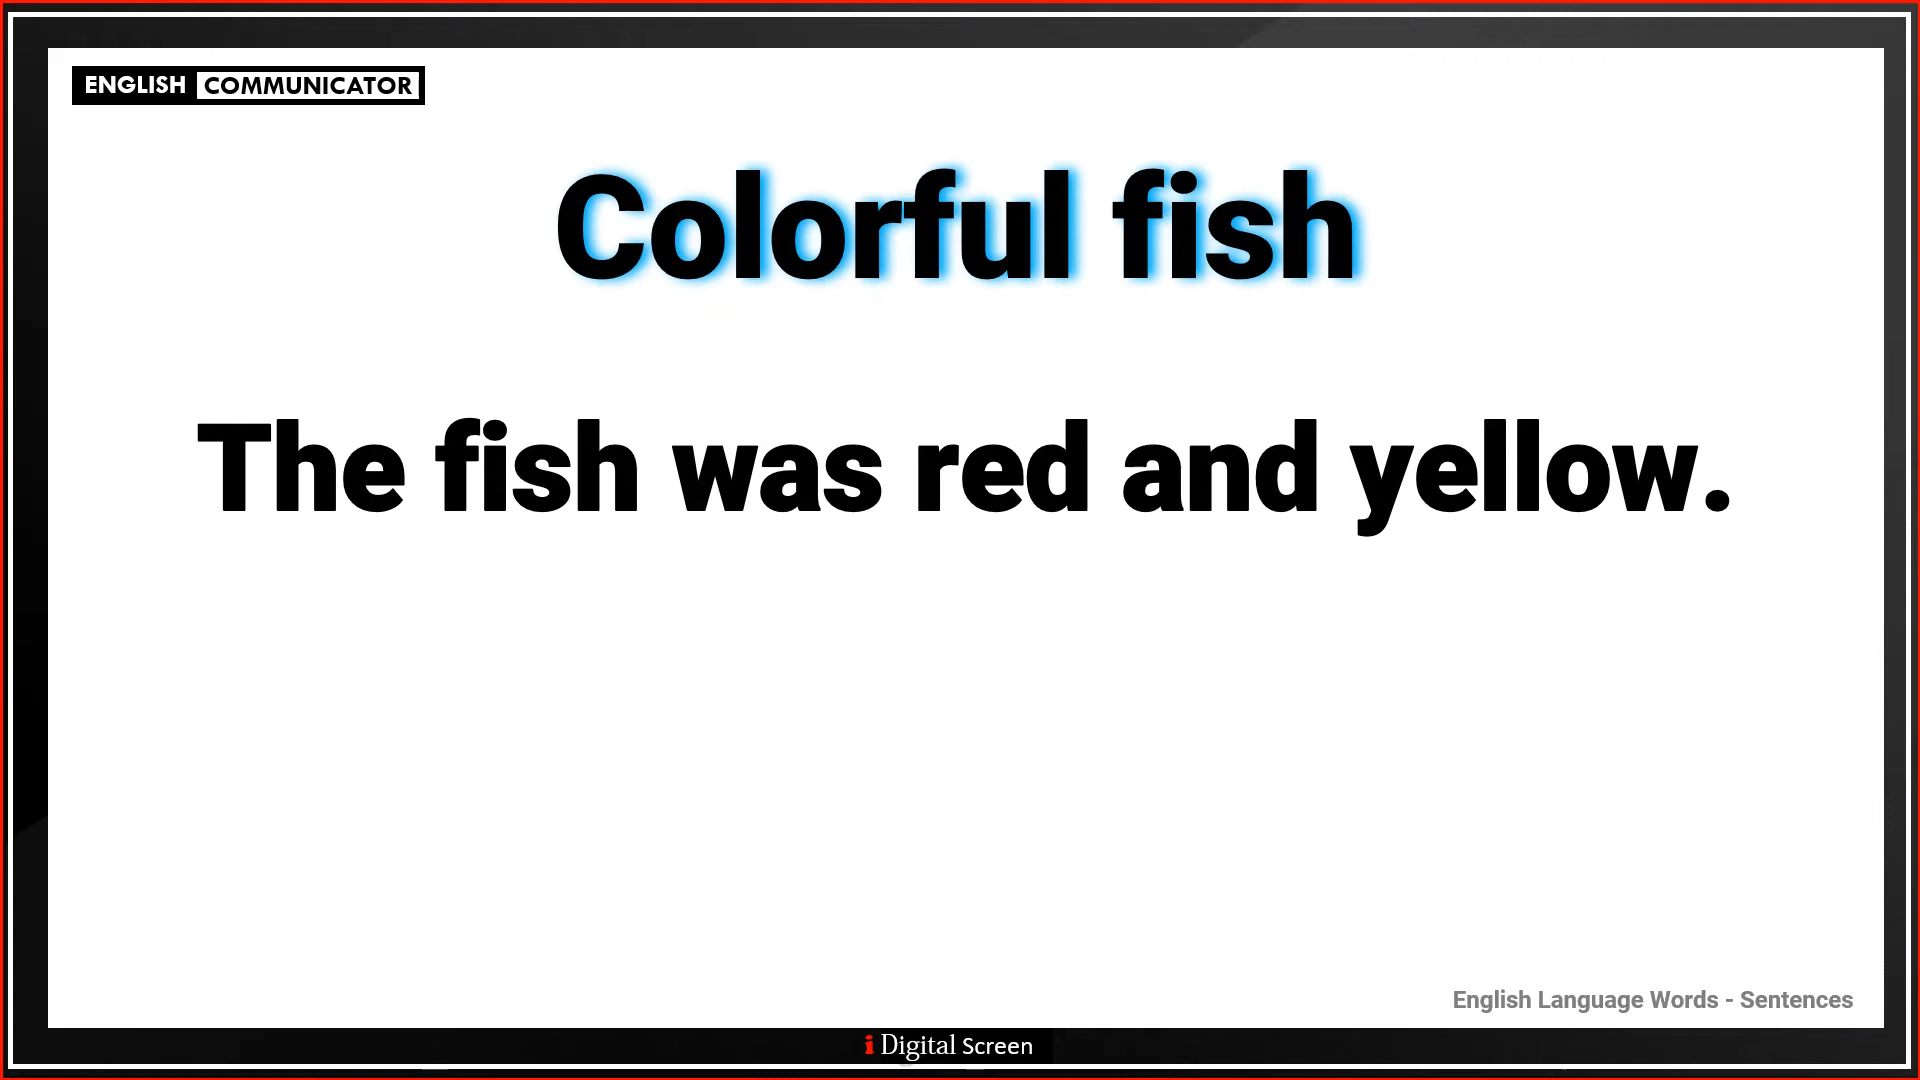 ENGLISH COMMUNICATOR
Colorful fish
The fish was red and yellow.
English Language Words - Sentences
i Digital Screen